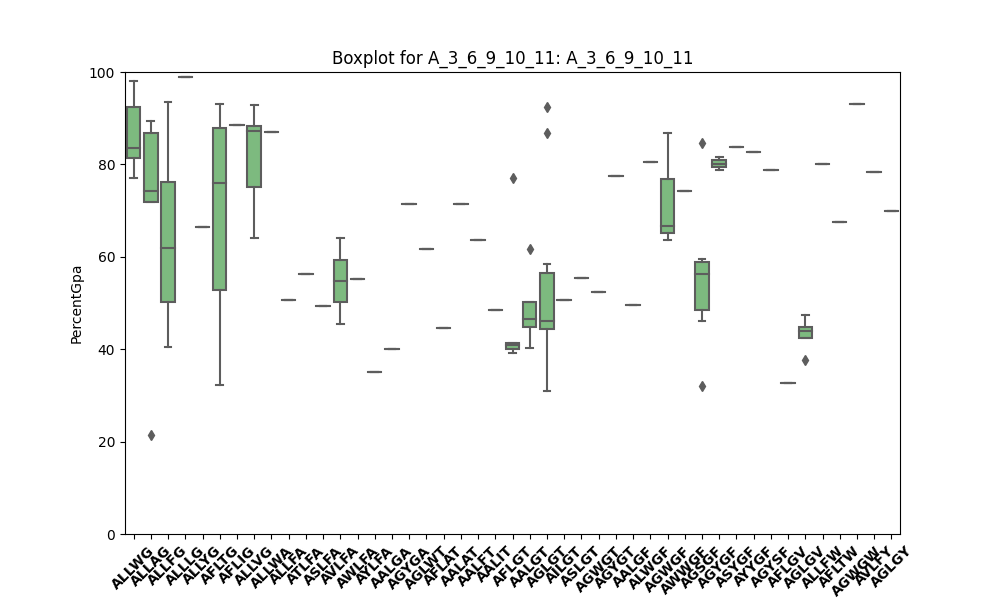 Boxplot for A_3_6_9_10_11: A_3_6_9_10_11
PercentGpa
100
80
60
40
20
0
ALLWG
ALLAG
ALLFG
ALLLG
ALLYG
AFLTG
AFLIG
ALLVG
ALLWA
ALLFA
ATLFA
ASLFA
AVLFA
AWLFA
AYLFA
AALGA
AGYGA
AGLWT
AFLAT
AALAT
AALFT
AALIT
AFLGT
AALGT
AGLGT
AILGT
ASLGT
AGWGT
AGYGT
AALGF
ALWGF
AGWGF
AWWGF
AGSGF
AGYGF
ASYGF
AYYGF
AGYSF
AFLGV
AGLGV
ALLFW
AFLTW
AGWGW
AVLFY
AGLGY